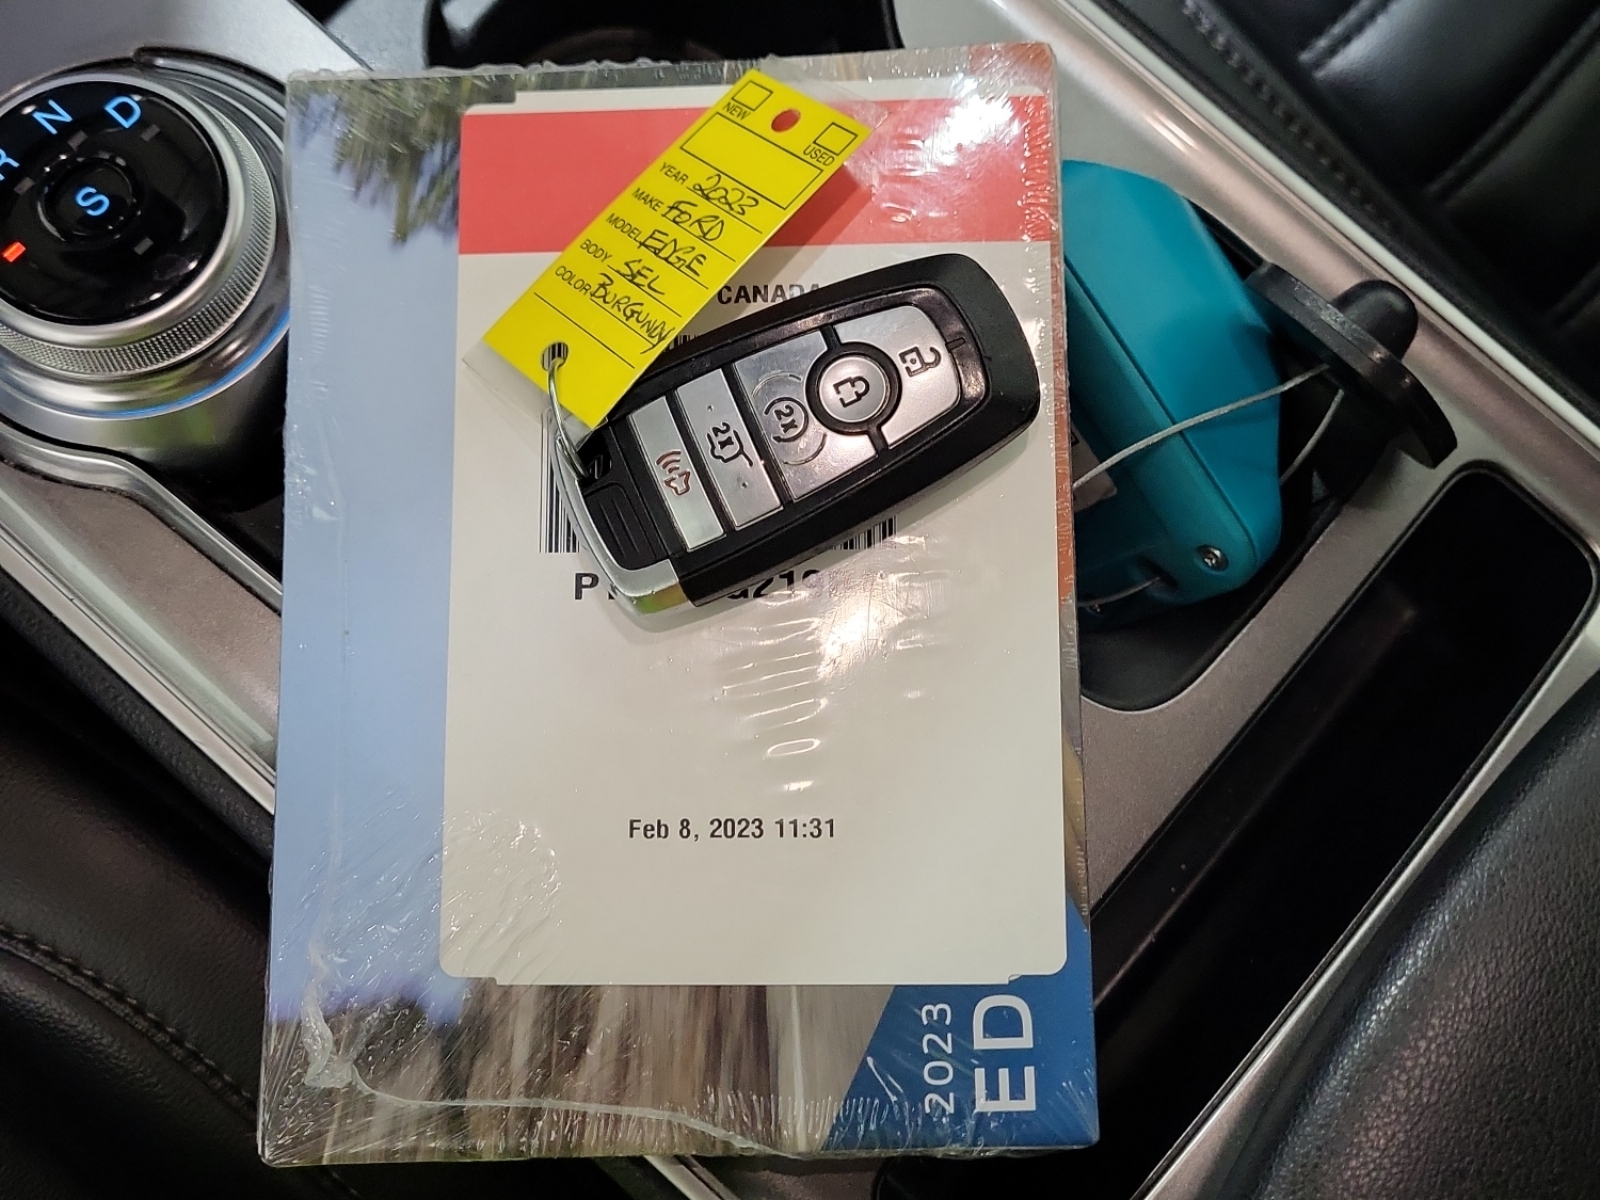 N D
R
S
NEW
USED
YEAR 2023
MAKE FORD
MODEL EDGE
BODY SEL
COLOR BURGUNDY
CANADA
2x
2x
Feb 8, 2023 11:31
2023
ED